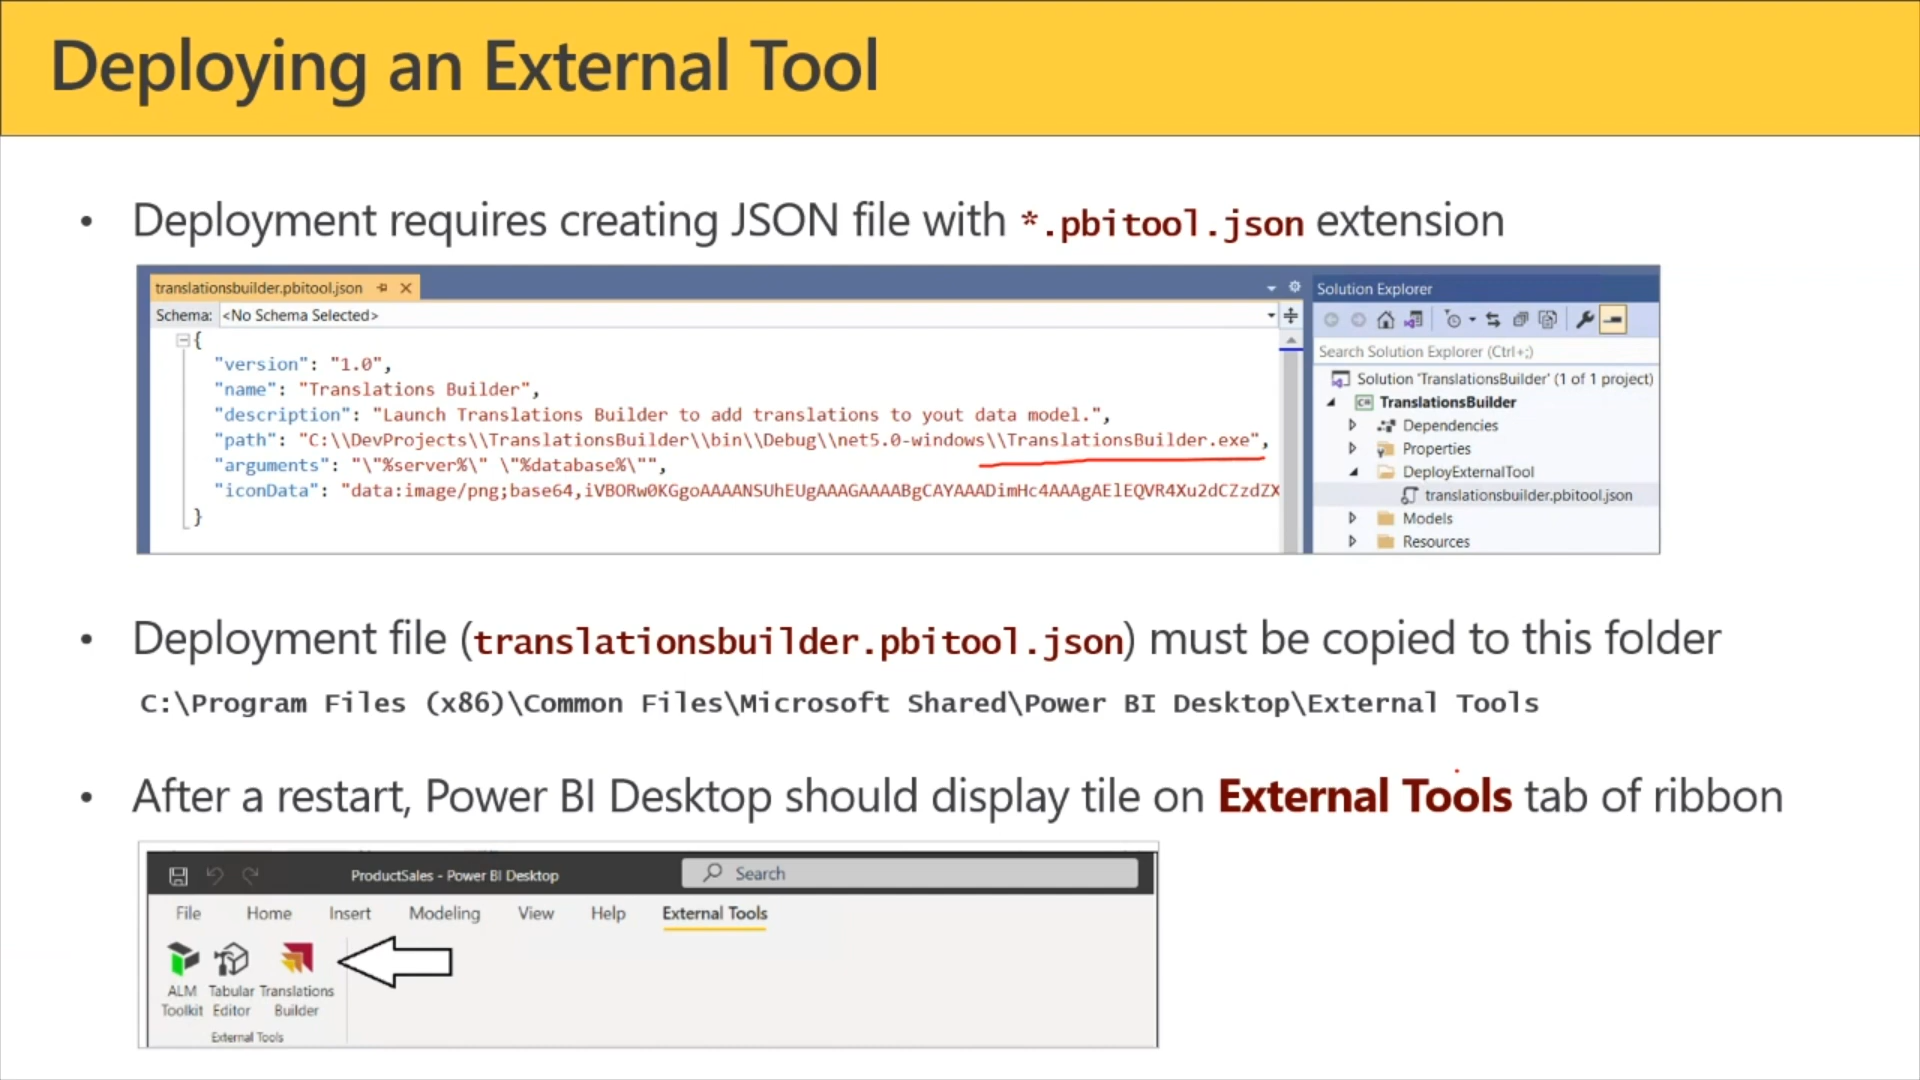 Deploying an External Tool
• Deployment requires creating JSON file with *.pbitool.json extension
translationsbuilder.pbitool.json
Schema: <No Schema Selected>
{
"version": "1.0",
"name": "Translations Builder",
"description": "Launch Translations Builder to add translations to yout data model.",
"path": "C:\\DevProjects\\TranslationsBuilder\\bin\\Debug\\net5.0-windows\\TranslationsBuilder.exe",
"arguments": "\"%server%\" \"%database%\"",
"iconData": "data:image/png;base64,iVBORw0KGgoAAAANSUhEUgAAAGAAAABgCAYAAADimHc4AAAgAElEQVR4Xu2dCZzdZX
}
Solution Explorer
Search Solution Explorer (Ctrl+;)
Solution 'TranslationsBuilder' (1 of 1 project)
TranslationsBuilder
Dependencies
Properties
DeployExternalTool
translationsbuilder.pbitool.json
Models
Resources
• Deployment file (translationsbuilder.pbitool.json) must be copied to this folder
C:\Program Files (x86)\Common Files\Microsoft Shared\Power BI Desktop\External Tools
• After a restart, Power BI Desktop should display tile on External Tools tab of ribbon
ProductSales - Power BI Desktop
Search
File Home Insert Modeling View Help External Tools
ALM Tabular Translations
Toolkit Editor Builder
External Tools